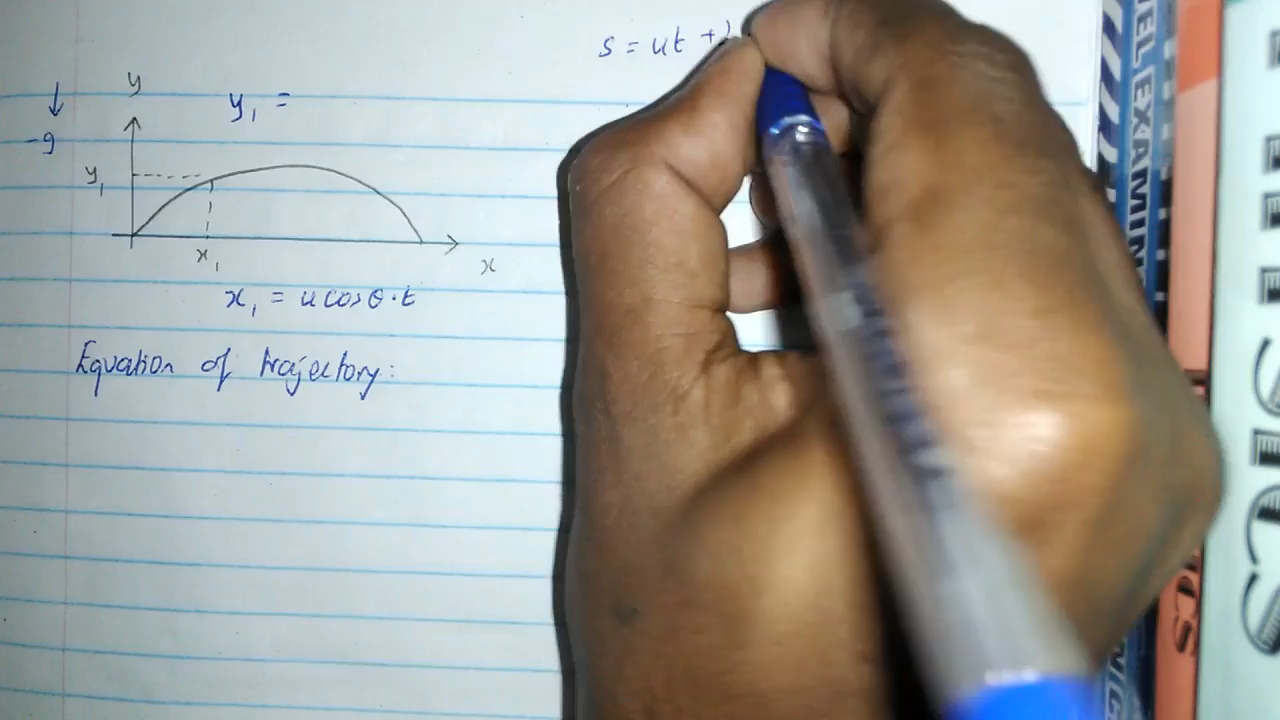 s = ut +
y
y₁ =
-g
y₁
x₁
x
x₁ = u cos θ · t
Equation of trajectory: